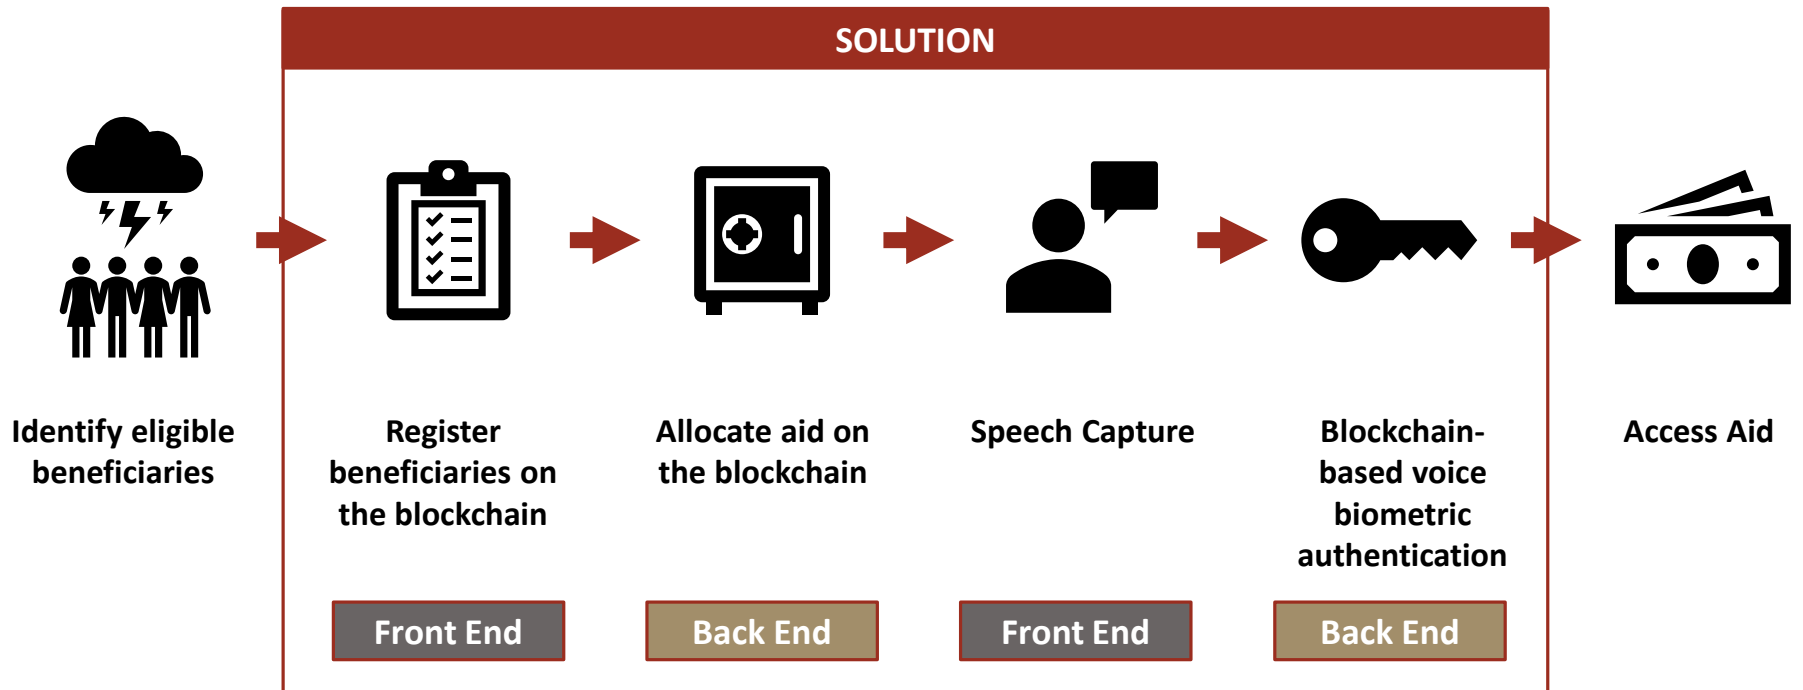 SOLUTION
Identify eligible
beneficiaries
Register
beneficiaries on
the blockchain
Allocate aid on
the blockchain
Speech Capture
Blockchain-
based voice
biometric
authentication
Access Aid
Front End
Back End
Front End
Back End